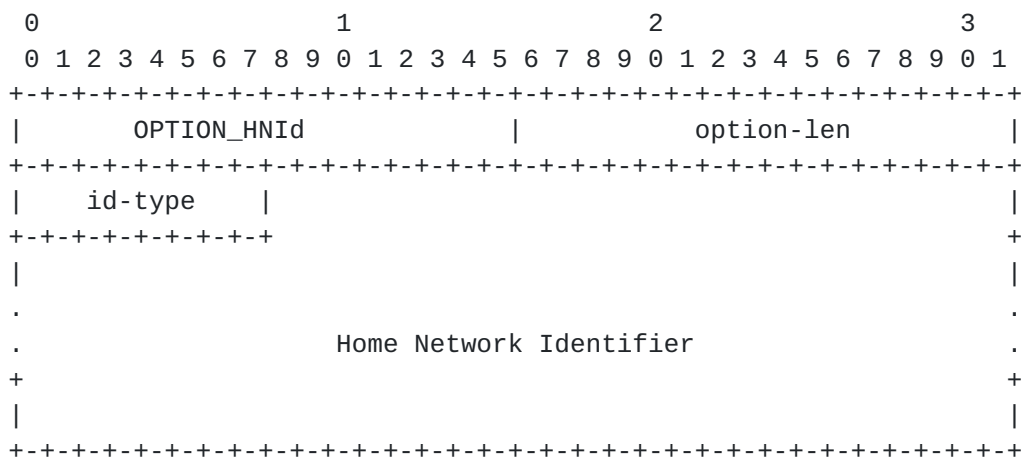 0                   1                   2                   3
0 1 2 3 4 5 6 7 8 9 0 1 2 3 4 5 6 7 8 9 0 1 2 3 4 5 6 7 8 9 0 1
+-+-+-+-+-+-+-+-+-+-+-+-+-+-+-+-+-+-+-+-+-+-+-+-+-+-+-+-+-+-+-+-+
|       OPTION_HNId             |           option-len          |
+-+-+-+-+-+-+-+-+-+-+-+-+-+-+-+-+-+-+-+-+-+-+-+-+-+-+-+-+-+-+-+-+
|    id-type    |                                               |
+-+-+-+-+-+-+-+-+                                               +
|                                                               |
.                                                               .
.                    Home Network Identifier                    .
+                                                               +
|                                                               |
+-+-+-+-+-+-+-+-+-+-+-+-+-+-+-+-+-+-+-+-+-+-+-+-+-+-+-+-+-+-+-+-+